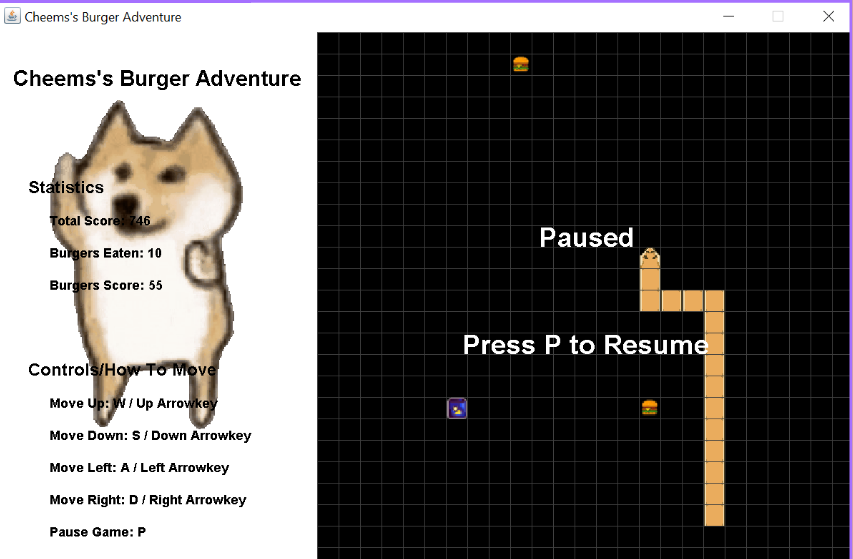 Cheems's Burger Adventure
Cheems's Burger Adventure
Statistics
Total Score: 746
Burgers Eaten: 10
Burgers Score: 55
Paused
Press P to Resume
Controls/How To Move
Move Up: W / Up Arrowkey
Move Down: S / Down Arrowkey
Move Left: A / Left Arrowkey
Move Right: D / Right Arrowkey
Pause Game: P